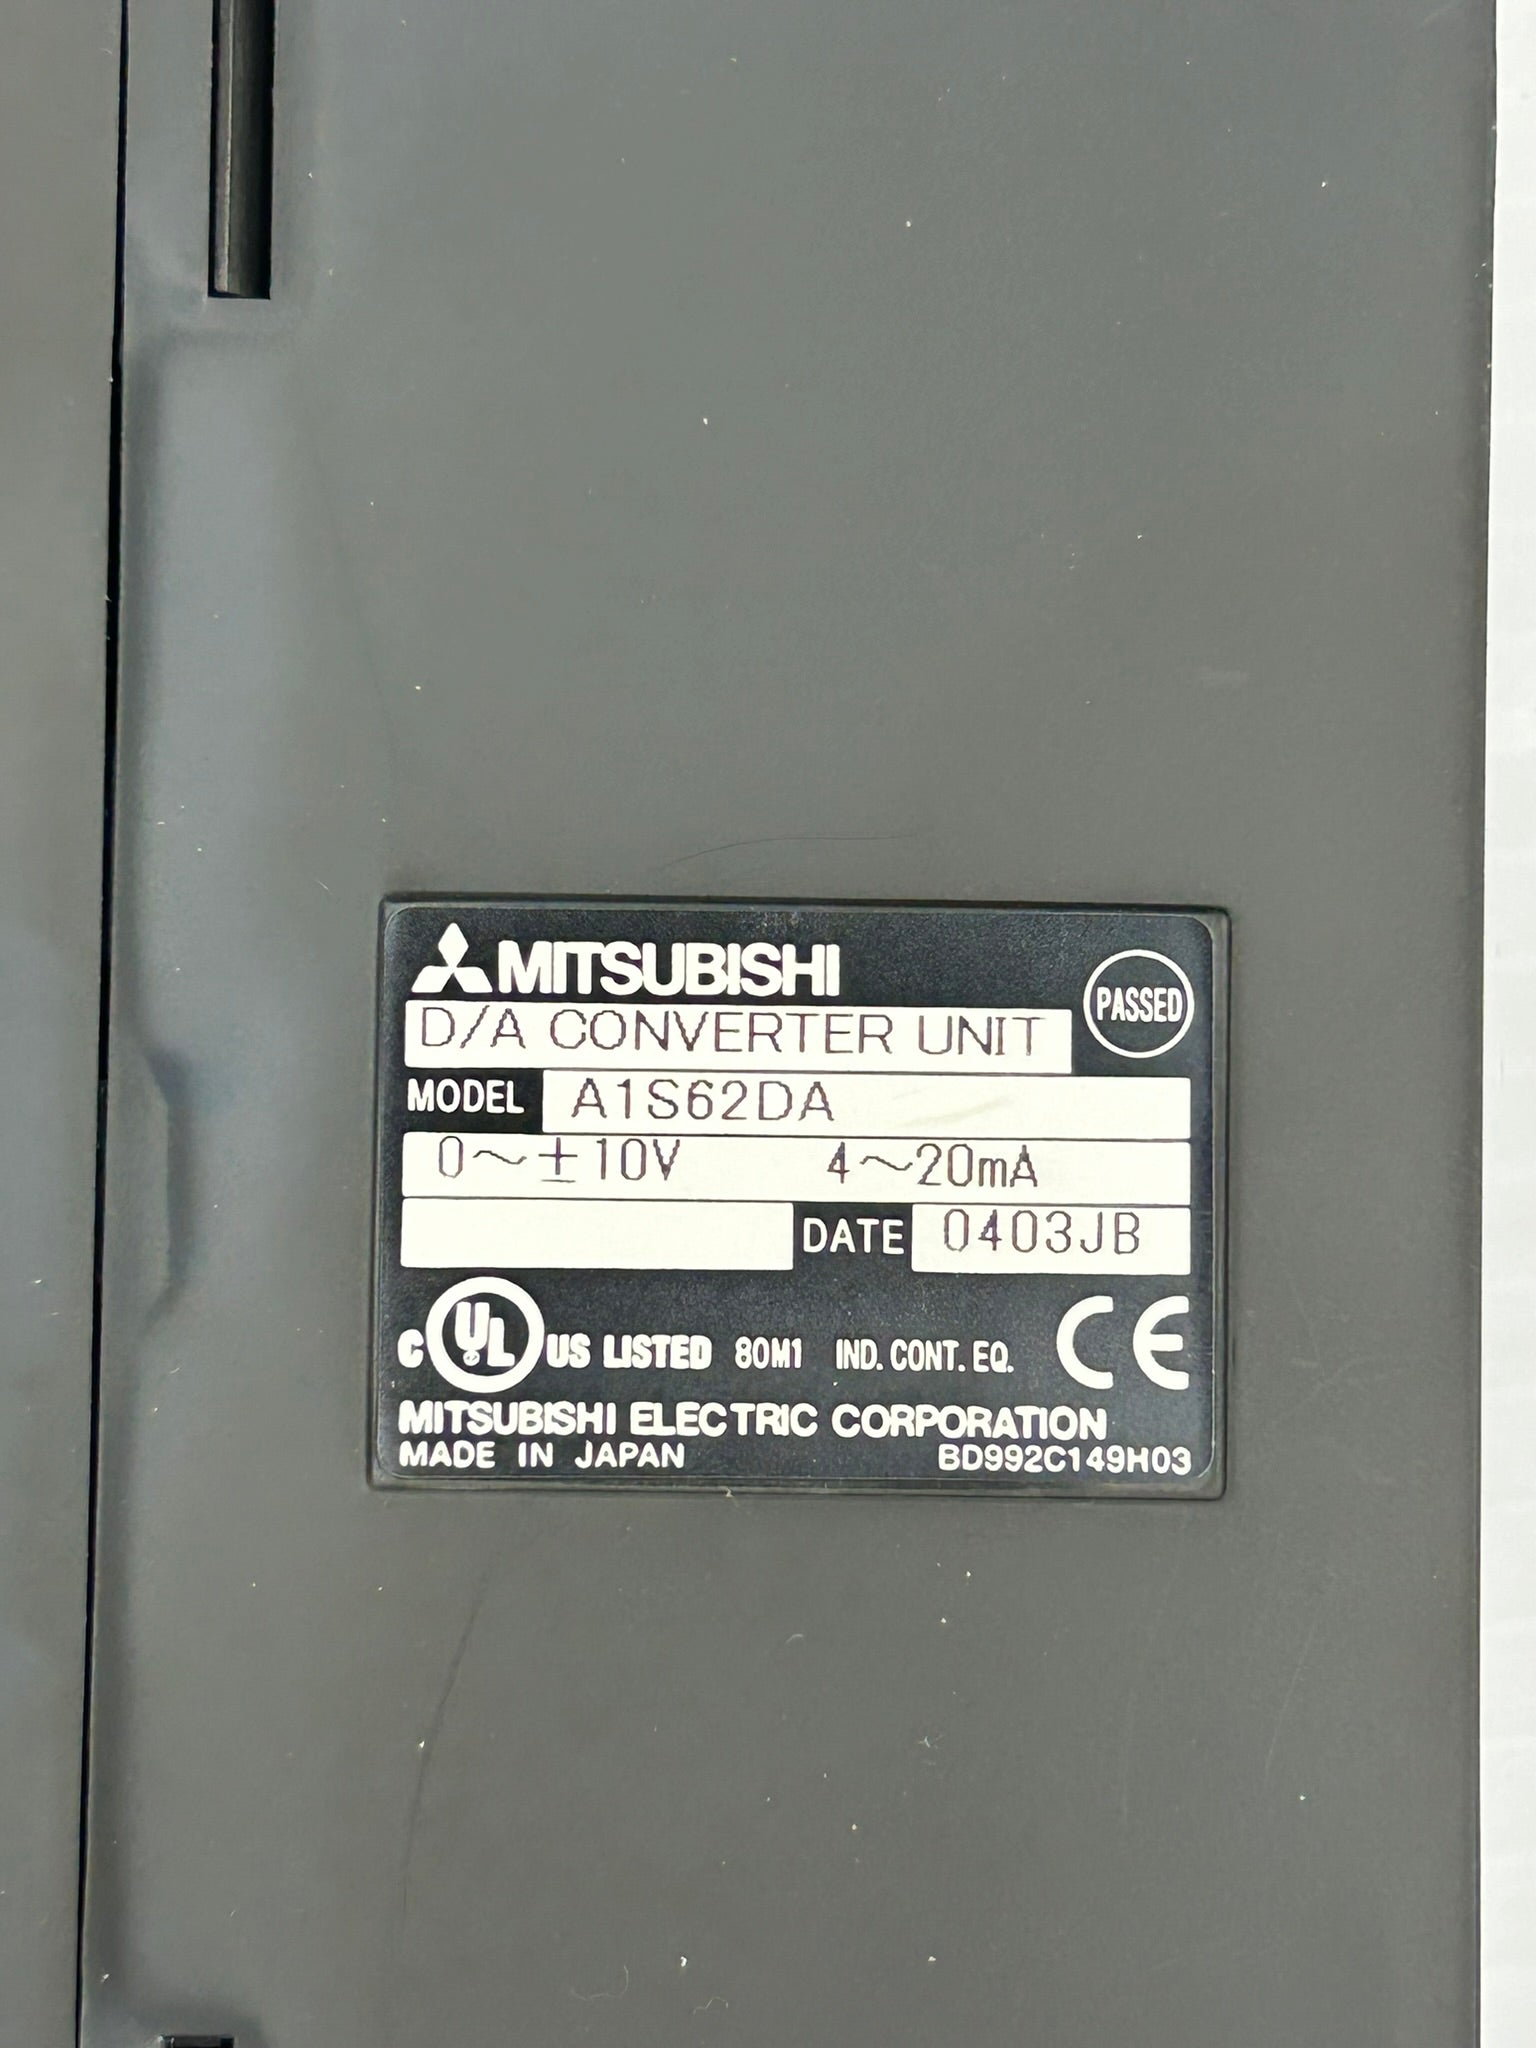 MITSUBISHI
PASSED
D/A CONVERTER UNIT
MODEL A1S62DA
0～±10V 4～20mA
DATE 0403JB
C UL US LISTED 80M1 IND. CONT. EQ. CE
MITSUBISHI ELECTRIC CORPORATION
MADE IN JAPAN BD992C149H03